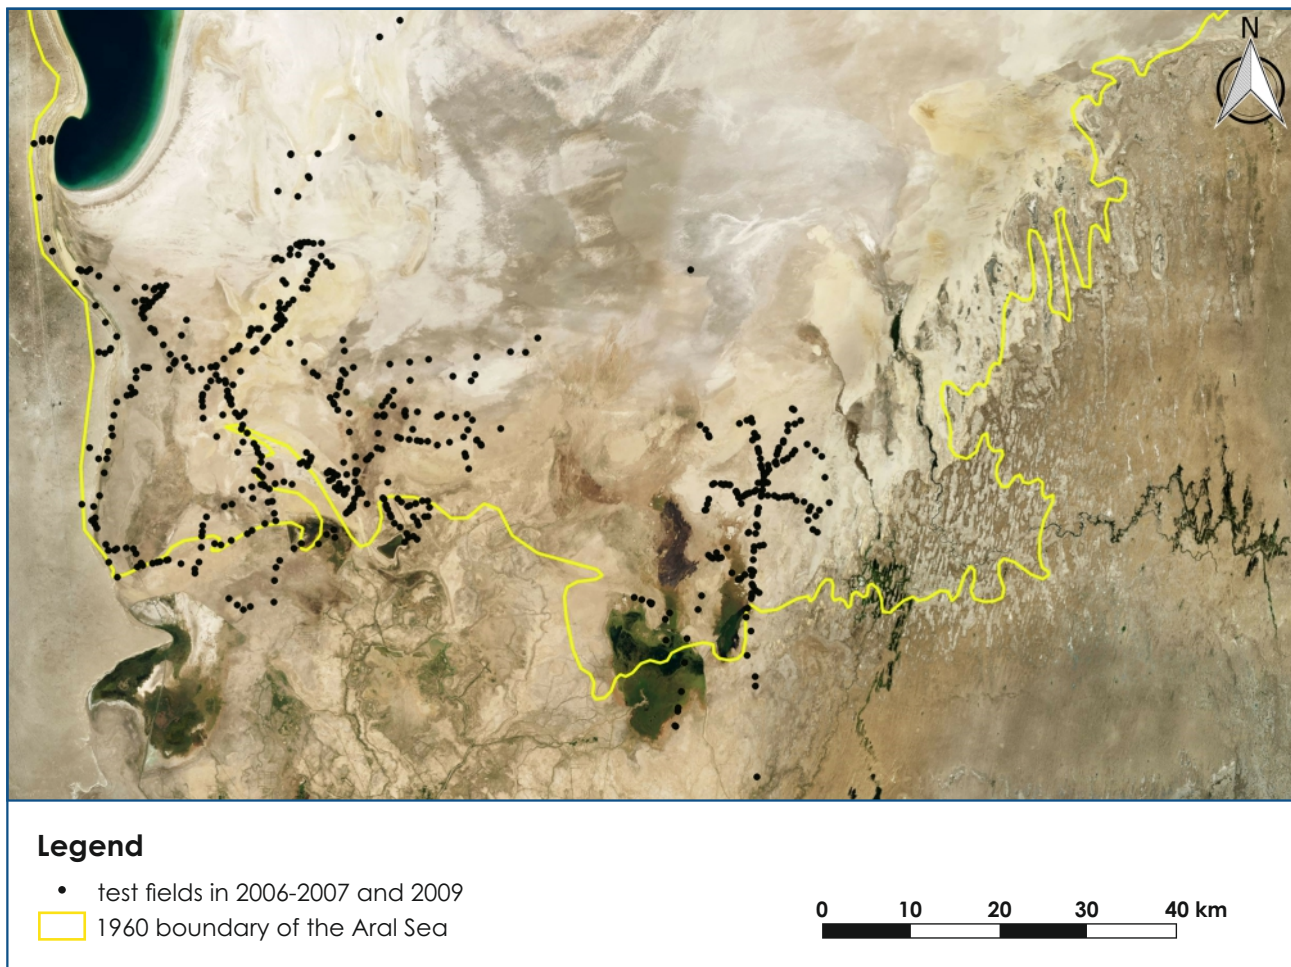 N
Legend
test fields in 2006-2007 and 2009
1960 boundary of the Aral Sea
0 10 20 30 40 km